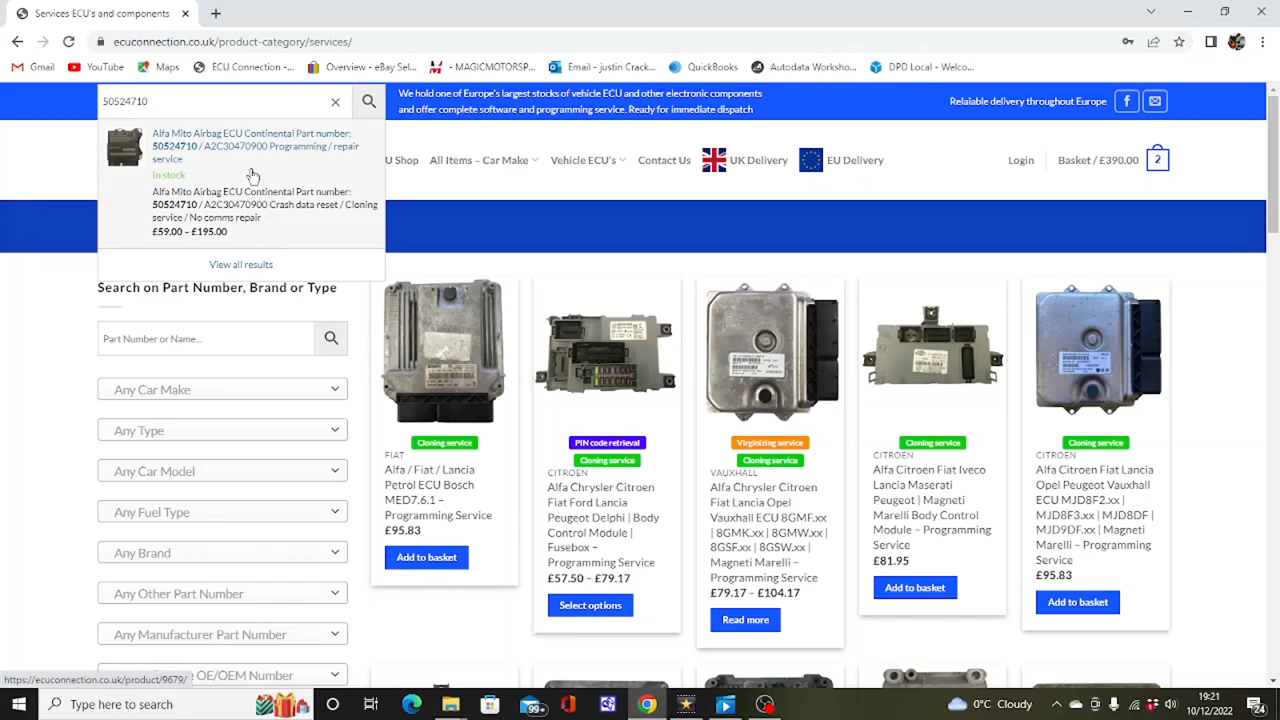 Services ECU's and components
ecuconnection.co.uk/product-category/services/
Gmail
YouTube
Maps
ECU Connection -...
Overview - eBay Sel...
- MAGICMOTORSP...
Email - justin Crack...
QuickBooks
Autodata Worksho...
DPD Local - Welco...
50524710
We hold one of Europe's largest stocks of vehicle ECU and other electronic components
and offer complete software and programming service. Ready for immediate dispatch
Relaiable delivery throughout Europe
Alfa Mito Airbag ECU Continental Part number:
50524710 / A2C30470900 Programming / repair
service
In stock
Alfa Mito Airbag ECU Continental Part number:
50524710 / A2C30470900 Crash data reset / Cloning
service / No comms repair
£59.00 – £195.00
View all results
U Shop
All Items – Car Make
Vehicle ECU's
Contact Us
UK Delivery
EU Delivery
Login
Basket / £390.00
2
Search on Part Number, Brand or Type
Part Number or Name...
Any Car Make
Any Type
Any Car Model
Any Fuel Type
Any Brand
Any Other Part Number
Any Manufacturer Part Number
OE/OEM Number
Cloning service
FIAT
Alfa / Fiat / Lancia
Petrol ECU Bosch
MED7.6.1 –
Programming Service
£95.83
Add to basket
PIN code retrieval
Cloning service
CITROEN
Alfa Chrysler Citroen
Fiat Ford Lancia
Peugeot Delphi | Body
Control Module |
Fusebox –
Programming Service
£57.50 – £79.17
Select options
Virginizing service
Cloning service
VAUXHALL
Alfa Chrysler Citroen
Fiat Lancia Opel
Vauxhall ECU 8GMF.xx
| 8GMK.xx | 8GMW.xx |
8GSF.xx | 8GSW.xx |
Magneti Marelli –
Programming Service
£79.17 – £104.17
Read more
Cloning service
CITROEN
Alfa Citroen Fiat Iveco
Lancia Maserati
Peugeot | Magneti
Marelli Body Control
Module – Programming
Service
£81.95
Add to basket
Cloning service
CITROEN
Alfa Citroen Fiat Lancia
Opel Peugeot Vauxhall
ECU MJD8F2.xx |
MJD8F3.xx | MJD8DF |
MJD9DF.xx | Magneti
Marelli – Programming
Service
£95.83
Add to basket
https://ecuconnection.co.uk/product/9679/
Type here to search
99+
0°C Cloudy
19:21
10/12/2022
24